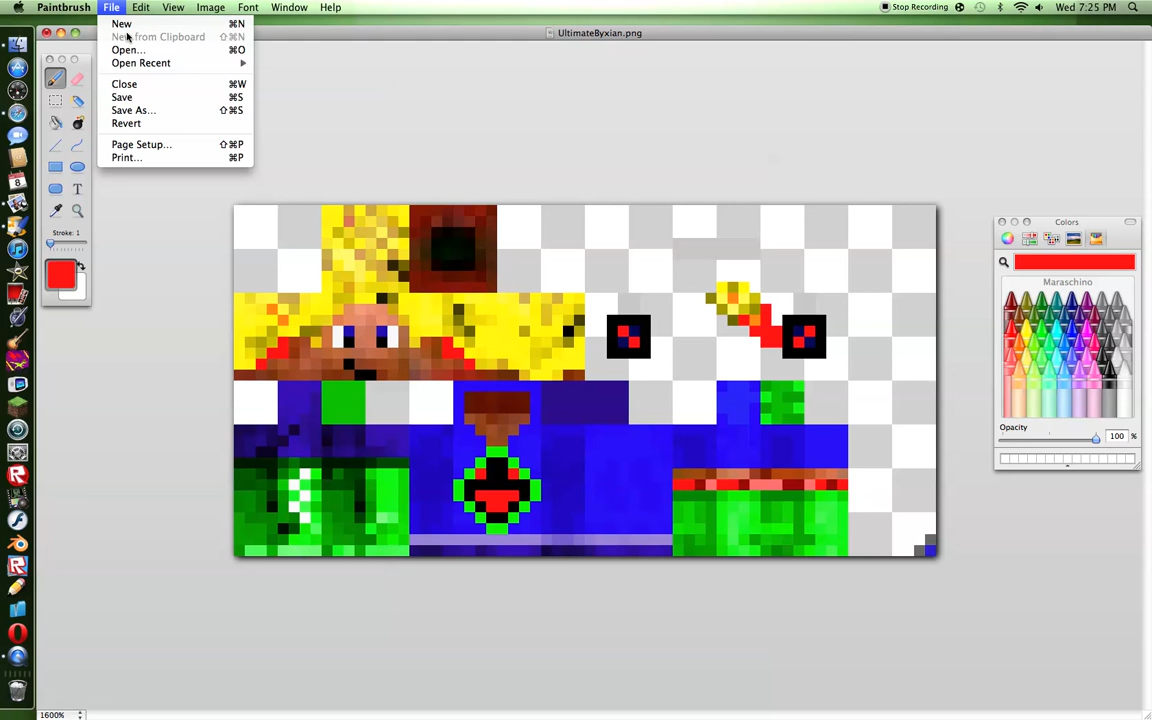 Paintbrush File Edit View Image Font Window Help Stop Recording Wed 7:25 PM
UltimateByxian.png
New ⌘N
New from Clipboard ⇧⌘N
Open... ⌘O
Open Recent
Close ⌘W
Save ⌘S
Save As... ⇧⌘S
Revert
Page Setup... ⇧⌘P
Print... ⌘P
T
Stroke: 1
8
Colors
Maraschino
Opacity
100 %
1600%